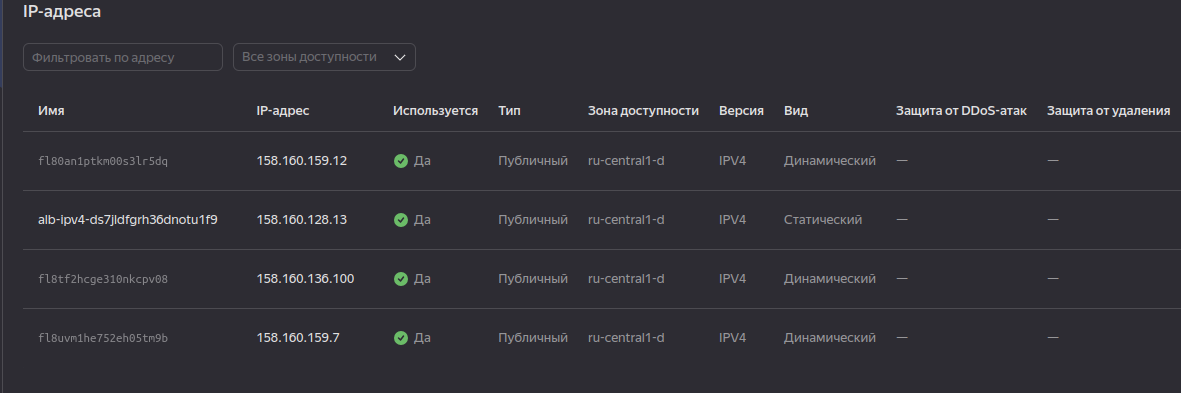 IP-адреса
Фильтровать по адресу Все зоны доступности
Имя IP-адрес Используется Тип Зона доступности Версия Вид Защита от DDoS-атак Защита от удаления
fl80an1ptkm00s3lr5dq 158.160.159.12 Да Публичный ru-central1-d IPV4 Динамический — —
alb-ipv4-ds7jldfgrh36dnotu1f9 158.160.128.13 Да Публичный ru-central1-d IPV4 Статический — —
fl8tf2hcge310nkcpv08 158.160.136.100 Да Публичный ru-central1-d IPV4 Динамический — —
fl8uvm1he752eh05tm9b 158.160.159.7 Да Публичный ru-central1-d IPV4 Динамический — —